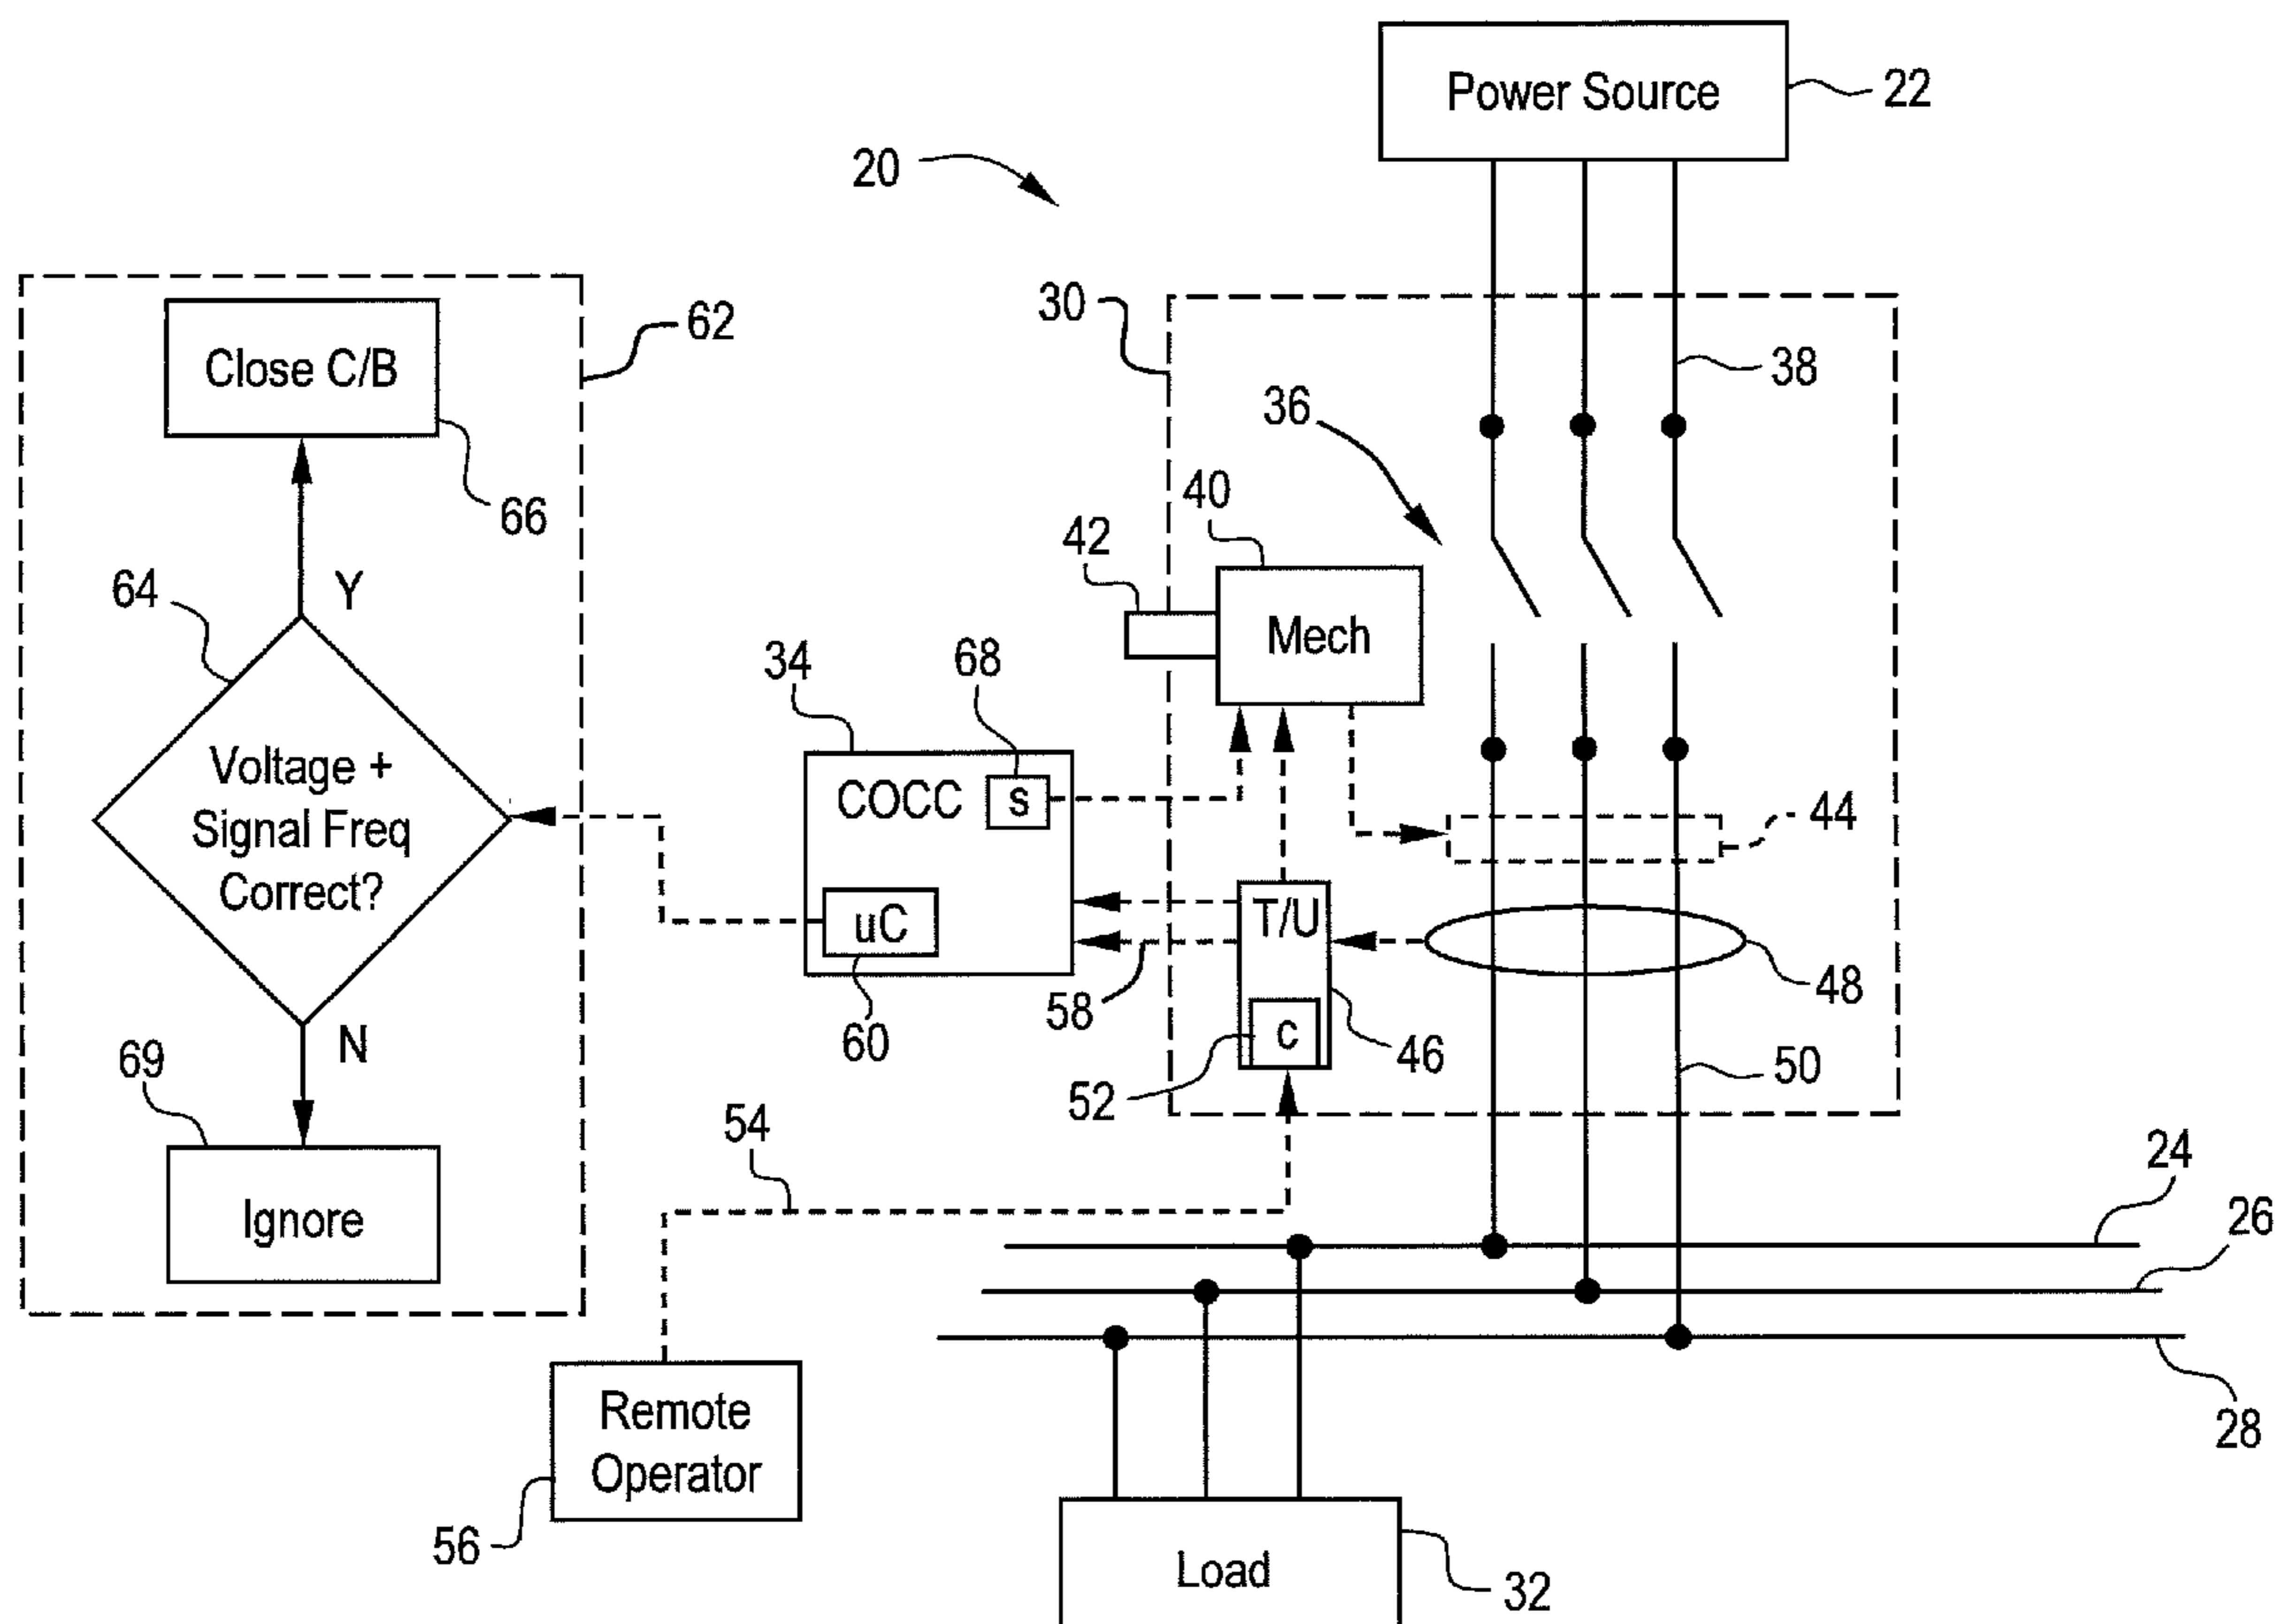 Power Source
22
20
30
62
Close C/B
38
36
66
40
42
64
Y
Mech
34
68
Voltage +
Signal Freq
Correct?
COCC
s
44
T/U
uC
48
58
60
N
c
46
50
69
52
54
24
26
Ignore
28
Remote
Operator
56
Load
32